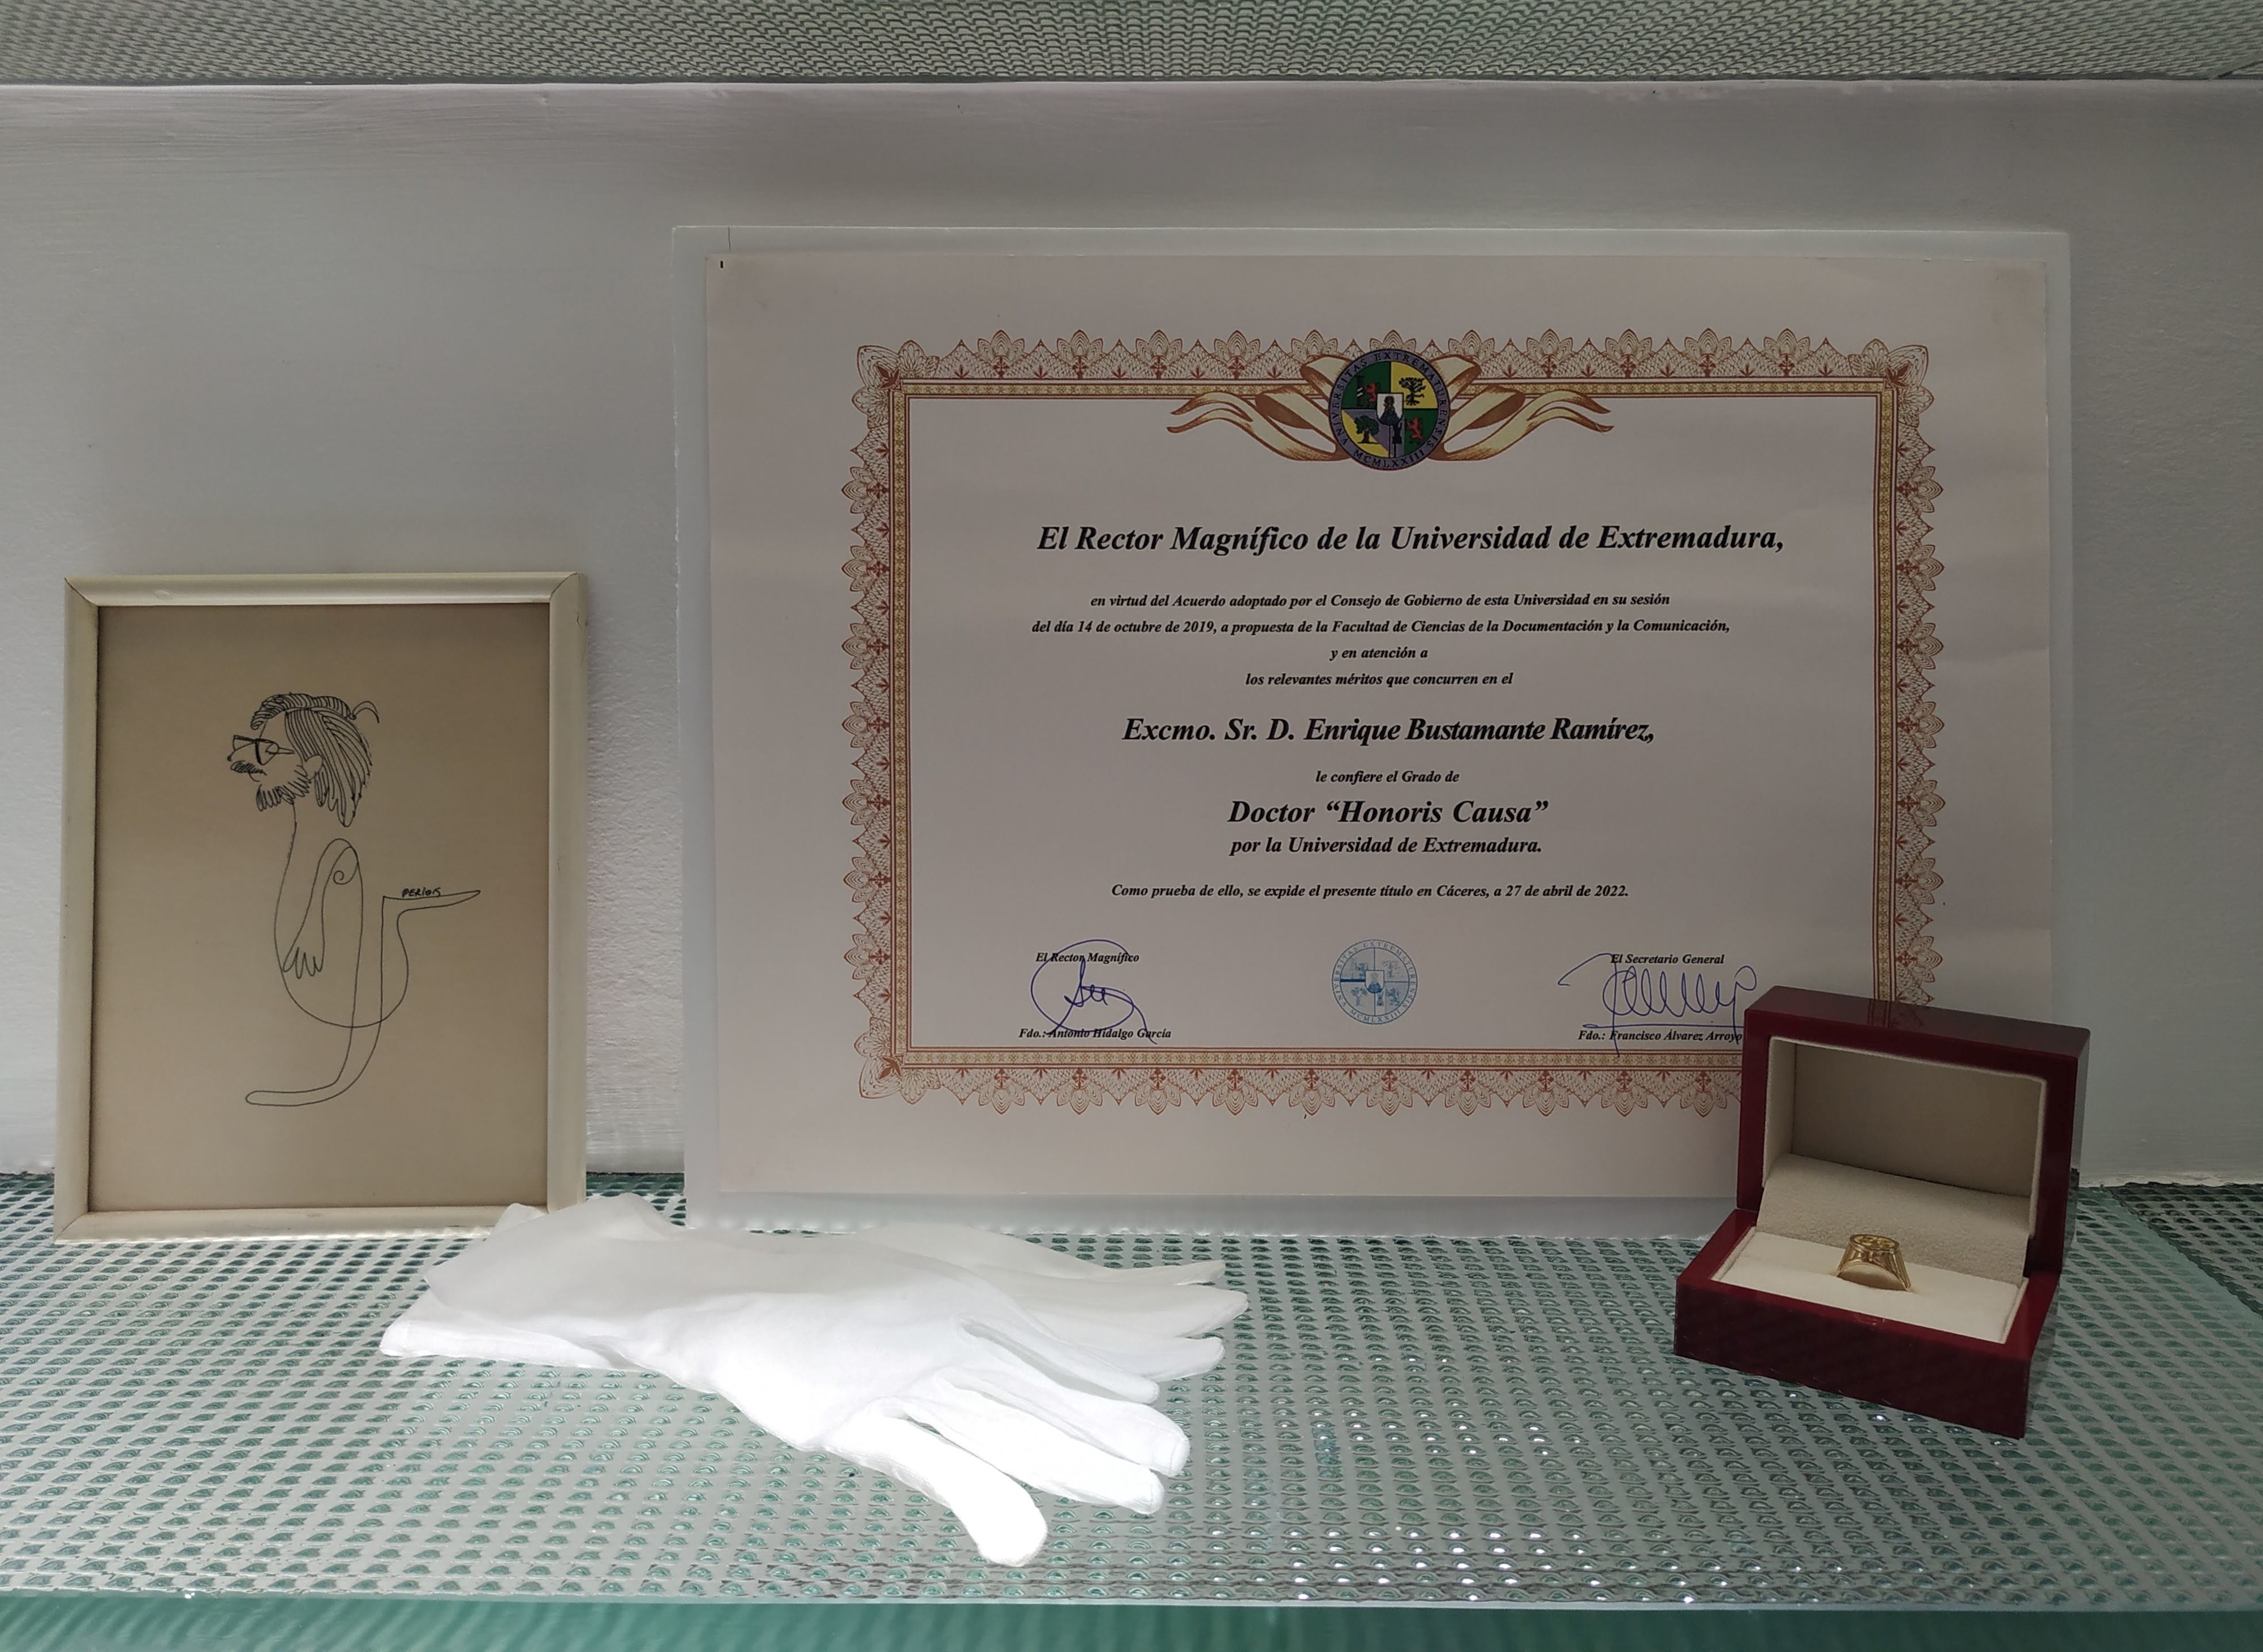 PERIDIS
UNIVERSITAS EXTREMATURENSIS
MCMLXXIII
El Rector Magnífico de la Universidad de Extremadura,
en virtud del Acuerdo adoptado por el Consejo de Gobierno de esta Universidad en su sesión
del día 14 de octubre de 2019, a propuesta de la Facultad de Ciencias de la Documentación y la Comunicación,
y en atención a
los relevantes méritos que concurren en el
Excmo. Sr. D. Enrique Bustamante Ramírez,
le confiere el Grado de
Doctor “Honoris Causa”
por la Universidad de Extremadura.
Como prueba de ello, se expide el presente título en Cáceres, a 27 de abril de 2022.
El Rector Magnífico
El Secretario General
Fdo.: Antonio Hidalgo García
Fdo.: Francisco Álvarez Arroyo